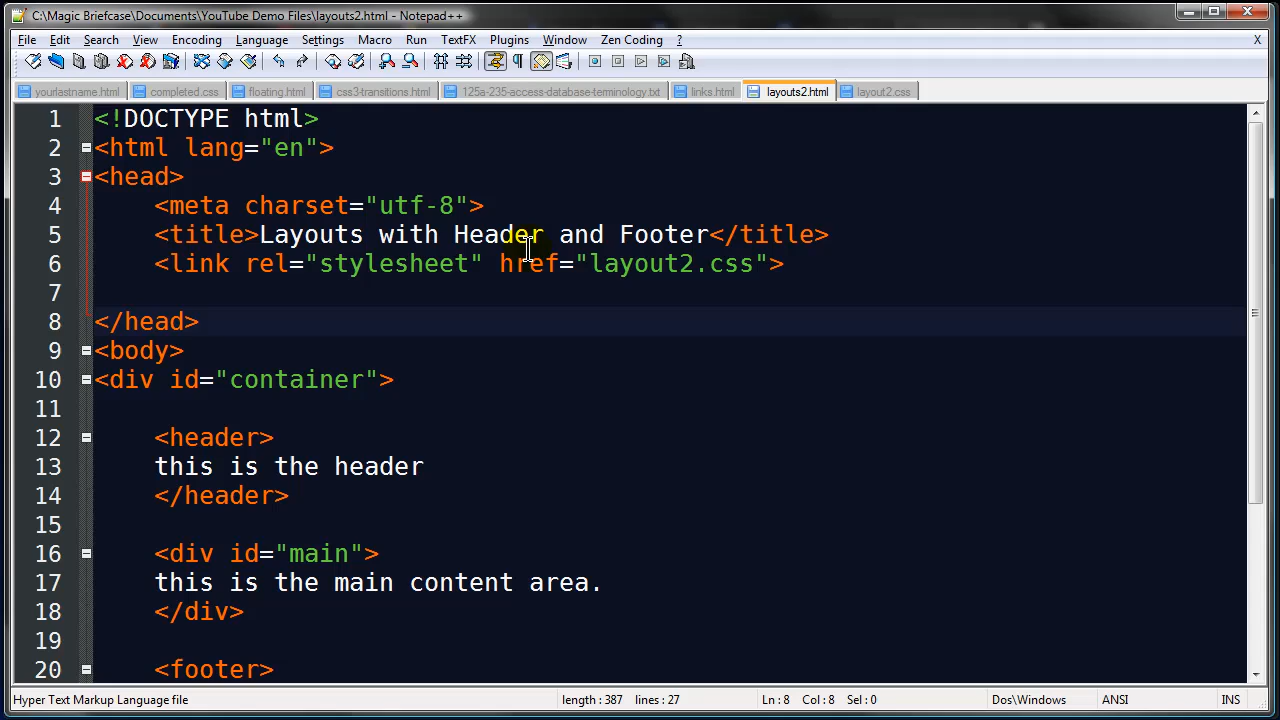 C:\Magic Briefcase\Documents\YouTube Demo Files\layouts2.html - Notepad++
File Edit Search View Encoding Language Settings Macro Run TextFX Plugins Window Zen Coding ? X
yourlastname.html completed.css floating.html css3-transitions.html 125a-235-access-database-terminology.txt links.html layouts2.html layout2.css
1 <!DOCTYPE html>
2 <html lang="en">
3 <head>
4 <meta charset="utf-8">
5 <title>Layouts with Header and Footer</title>
6 <link rel="stylesheet" href="layout2.css">
7
8 </head>
9 <body>
10 <div id="container">
11
12 <header>
13 this is the header
14 </header>
15
16 <div id="main">
17 this is the main content area.
18 </div>
19
20 <footer>
Hyper Text Markup Language file length : 387 lines : 27 Ln : 8 Col : 8 Sel : 0 Dos\Windows ANSI INS